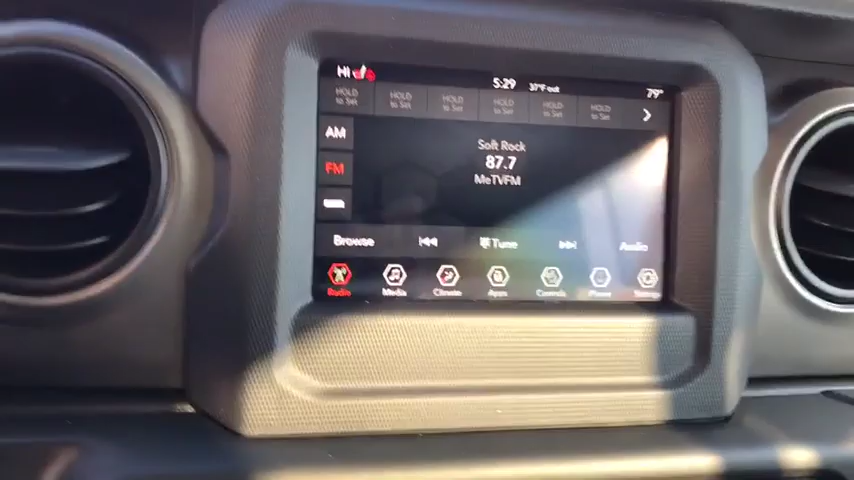 HI 5:29 37°F out 79°
HOLD to Set HOLD to Set HOLD to Set HOLD to Set HOLD to Set HOLD to Set
AM
Soft Rock
FM
87.7
MeTVFM
Browse Tune Audio
Radio Media Climate Apps Controls Phone Settings